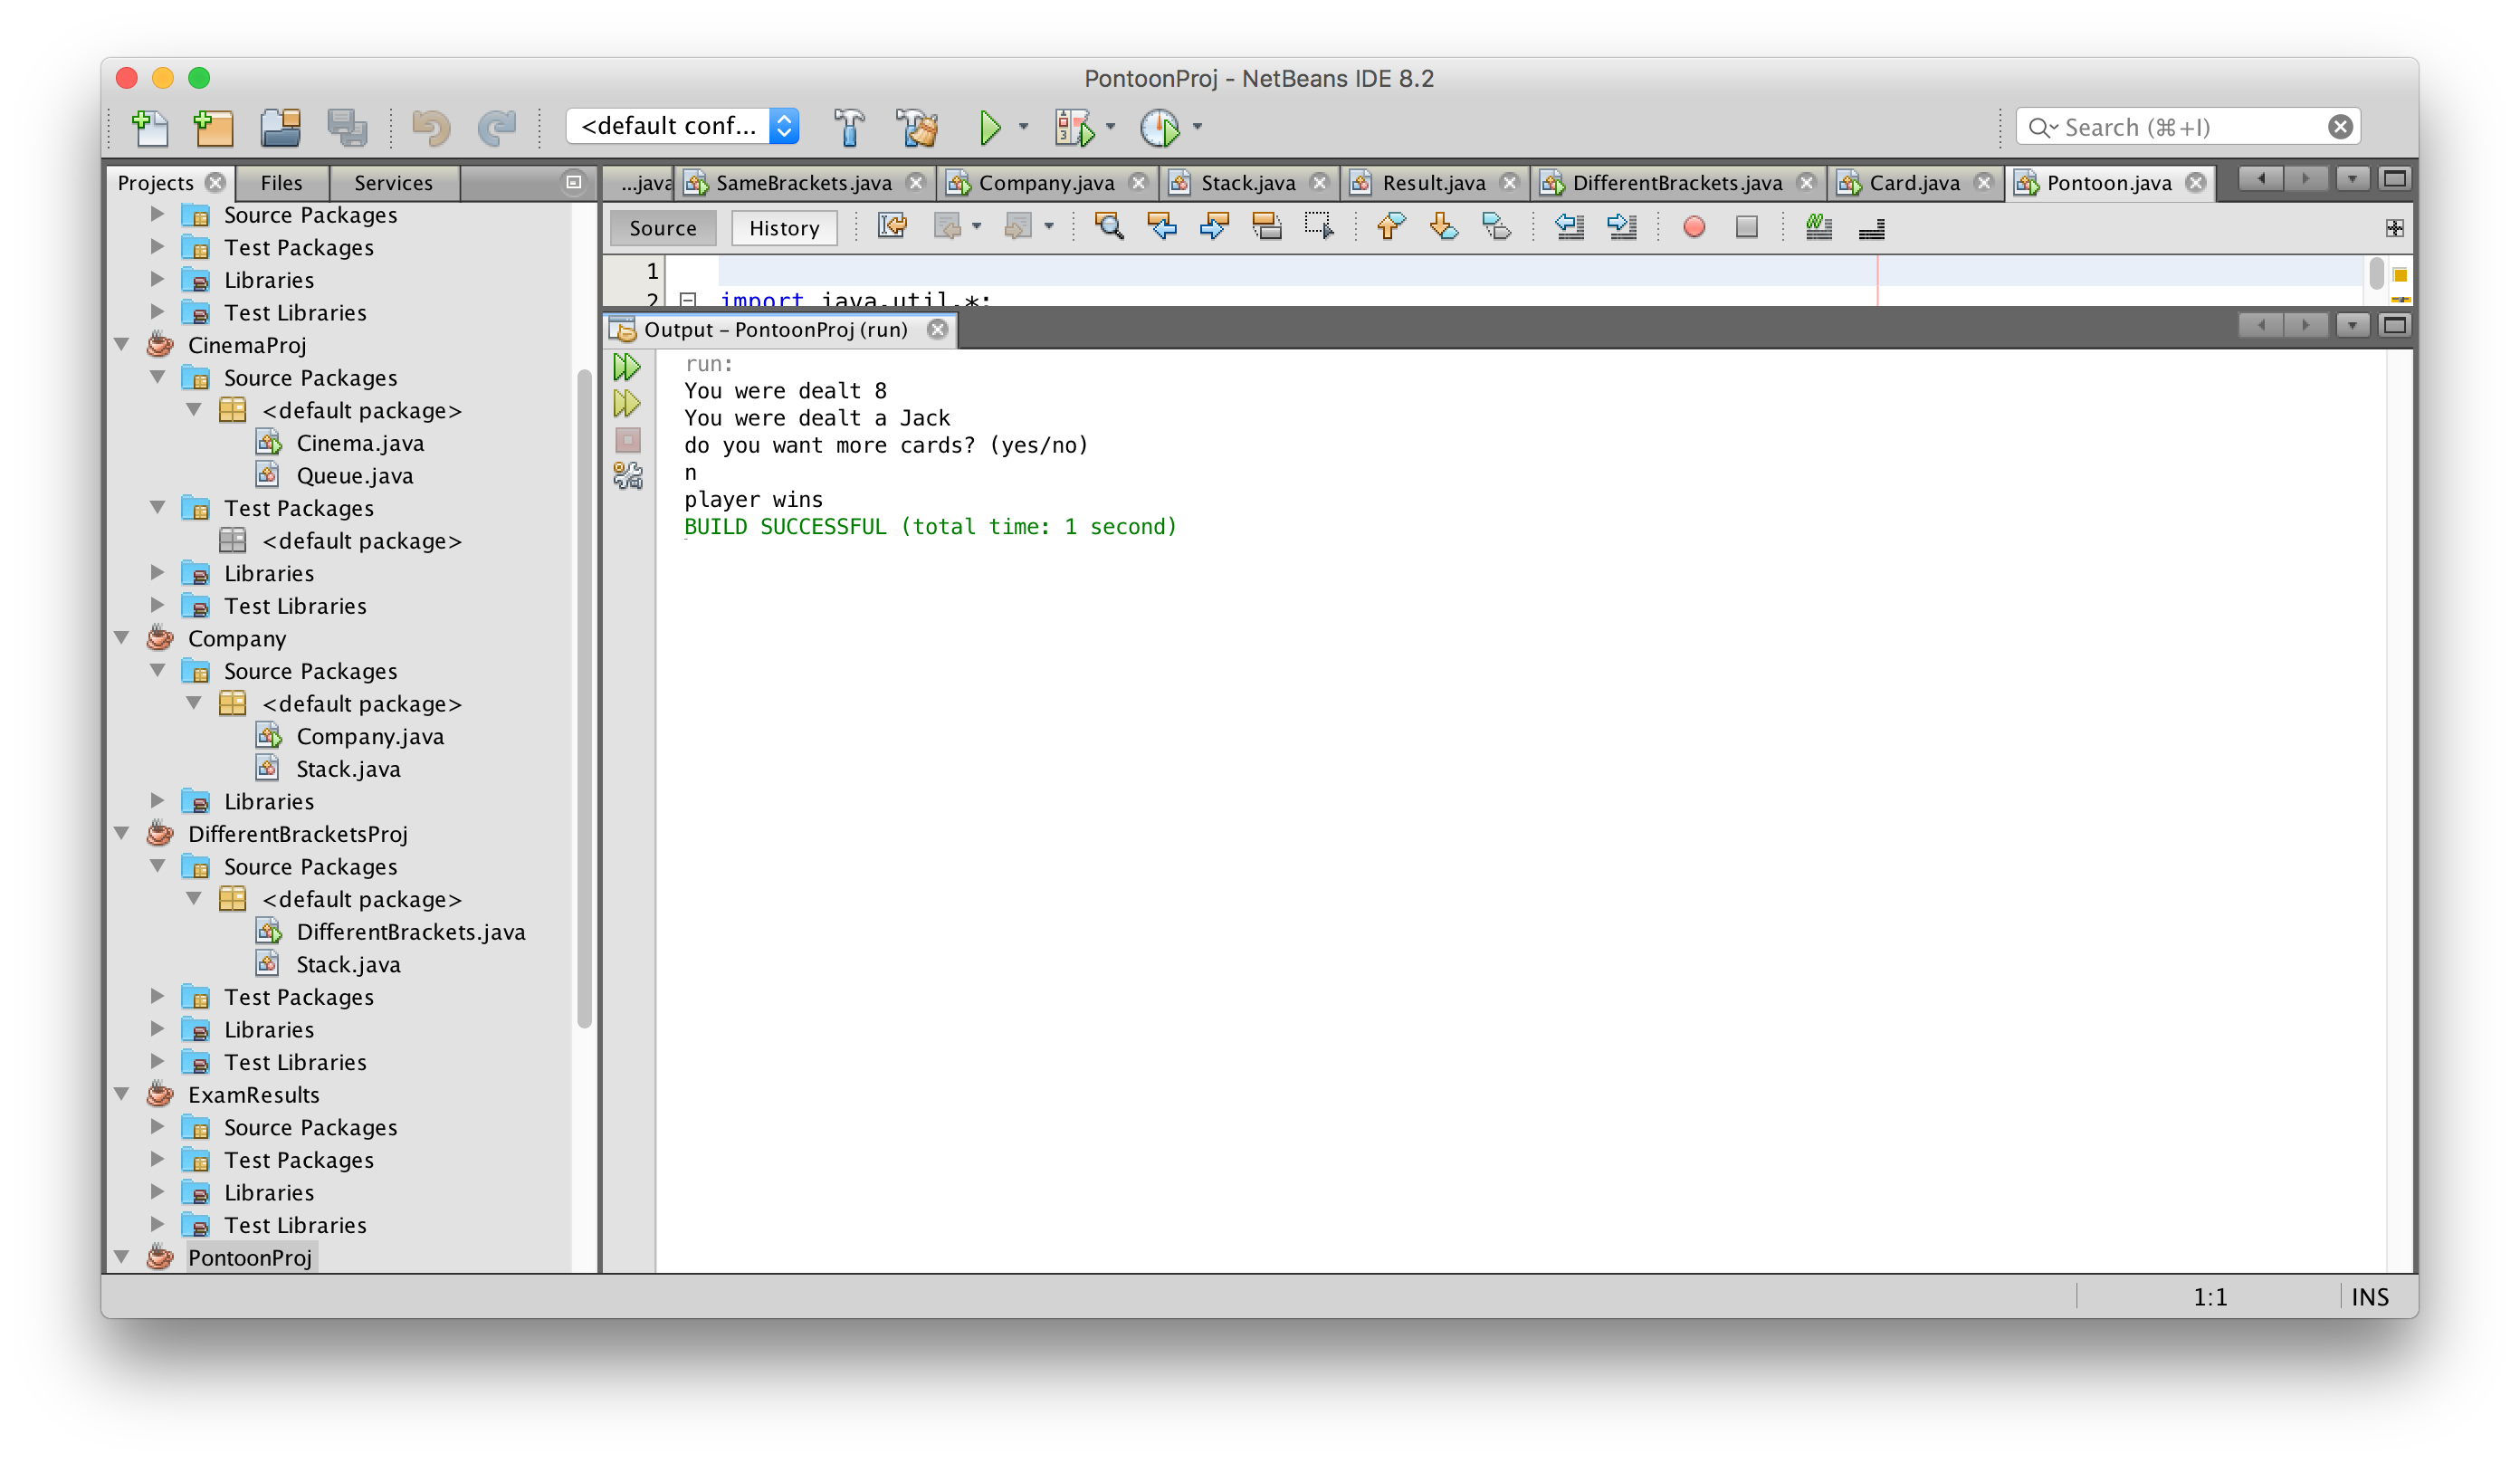 PontoonProj - NetBeans IDE 8.2
<default conf...
Search (⌘+I)
Projects
Files
Services
...java
SameBrackets.java
Company.java
Stack.java
Result.java
DifferentBrackets.java
Card.java
Pontoon.java
Source
History
1
2
import java.util.*;
Source Packages
Test Packages
Libraries
Test Libraries
CinemaProj
Source Packages
<default package>
Cinema.java
Queue.java
Test Packages
<default package>
Libraries
Test Libraries
Company
Source Packages
<default package>
Company.java
Stack.java
Libraries
DifferentBracketsProj
Source Packages
<default package>
DifferentBrackets.java
Stack.java
Test Packages
Libraries
Test Libraries
ExamResults
Source Packages
Test Packages
Libraries
Test Libraries
PontoonProj
Output – PontoonProj (run)
run:
You were dealt 8
You were dealt a Jack
do you want more cards? (yes/no)
n
player wins
BUILD SUCCESSFUL (total time: 1 second)
1:1
INS